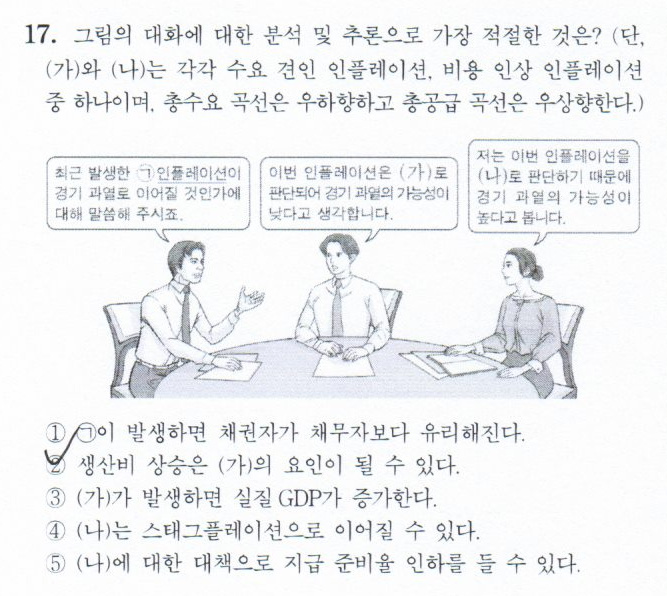 17. 그림의 대화에 대한 분석 및 추론으로 가장 적절한 것은? (단,
(가)와 (나)는 각각 수요 견인 인플레이션, 비용 인상 인플레이션
중 하나이며, 총수요 곡선은 우하향하고 총공급 곡선은 우상향한다.)
최근 발생한 ㉠인플레이션이
경기 과열로 이어질 것인가에
대해 말씀해 주시죠.
이번 인플레이션은 (가)로
판단되어 경기 과열의 가능성이
낮다고 생각합니다.
저는 이번 인플레이션을
(나)로 판단하기 때문에
경기 과열의 가능성이
높다고 봅니다.
① ㉠이 발생하면 채권자가 채무자보다 유리해진다.
② 생산비 상승은 (가)의 요인이 될 수 있다.
③ (가)가 발생하면 실질 GDP가 증가한다.
④ (나)는 스태그플레이션으로 이어질 수 있다.
⑤ (나)에 대한 대책으로 지급 준비율 인하를 들 수 있다.